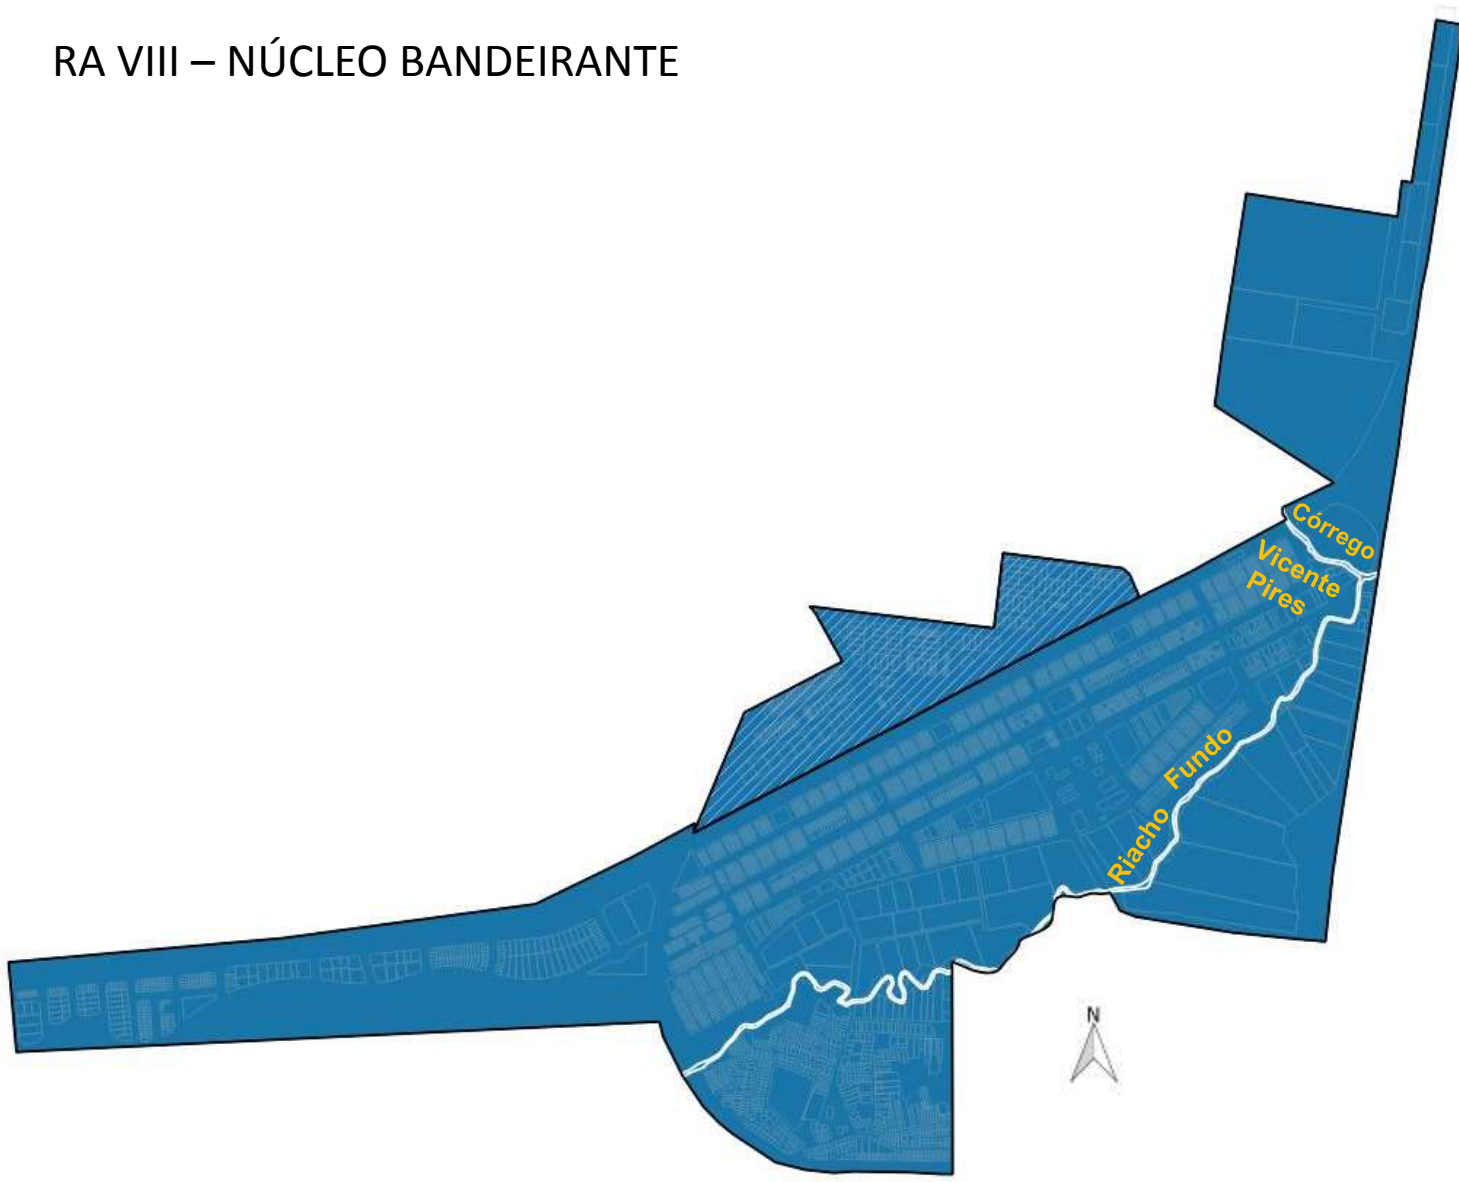 RA VIII – NÚCLEO BANDEIRANTE
Córrego
Vicente
Pires
Riacho Fundo
N